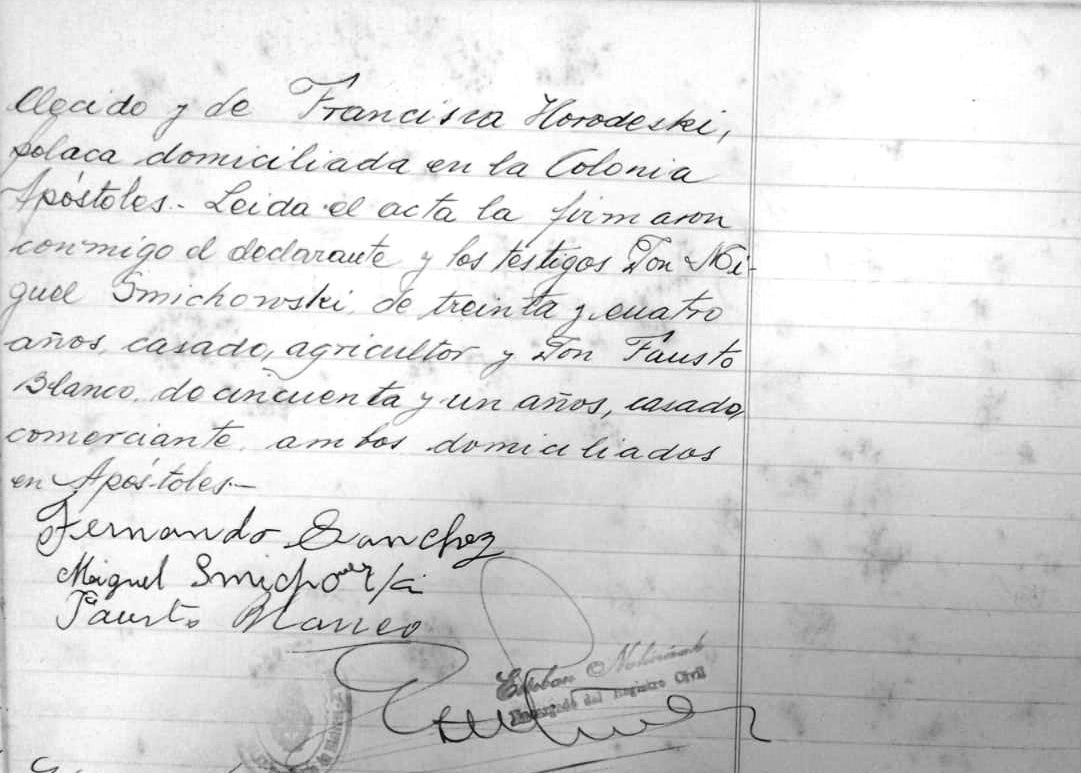 llecido y de Francisca Horodeski,
polaca domiciliada en la Colonia
Apóstoles.- Leida el acta la firmaron
conmigo el declarante y los testigos Don Mi-
guel Smichowski, de treinta y cuatro
años, casado, agricultor y Don Fausto
Blanco, de cincuenta y un años, casado,
comerciante, ambos domiciliados
en Apóstoles.-
Fernando Sanchez
Miguel
Fausto Blanco
Esteban
Encargado del Registro Civil